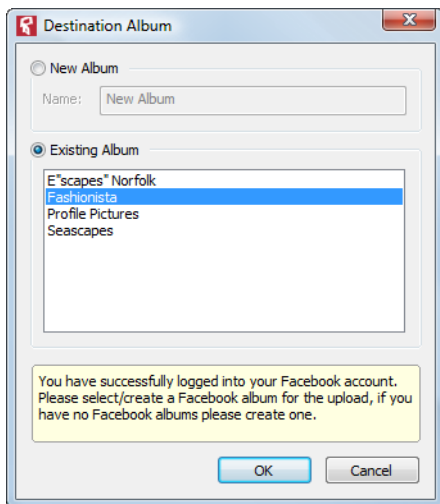 Destination Album
New Album
Name: New Album
Existing Album
E"scapes" Norfolk
Fashionista
Profile Pictures
Seascapes
You have successfully logged into your Facebook account.
Please select/create a Facebook album for the upload, if you
have no Facebook albums please create one.
OK Cancel